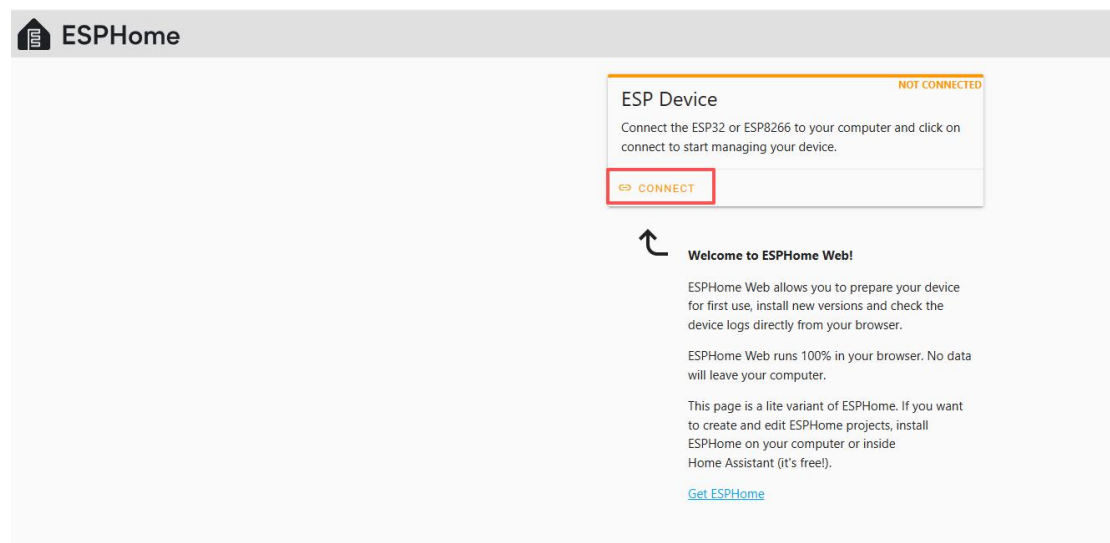 ESPHome
NOT CONNECTED
ESP Device
Connect the ESP32 or ESP8266 to your computer and click on
connect to start managing your device.
CONNECT
Welcome to ESPHome Web!
ESPHome Web allows you to prepare your device
for first use, install new versions and check the
device logs directly from your browser.
ESPHome Web runs 100% in your browser. No data
will leave your computer.
This page is a lite variant of ESPHome. If you want
to create and edit ESPHome projects, install
ESPHome on your computer or inside
Home Assistant (it's free!).
Get ESPHome